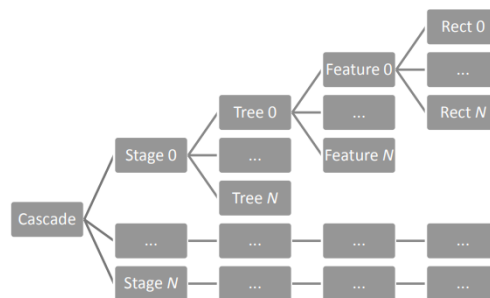 Rect 0
Feature 0
...
Tree 0
...
Rect N
Stage 0
...
Feature N
Tree N
Cascade
... ... ... ...
Stage N ... ... ...